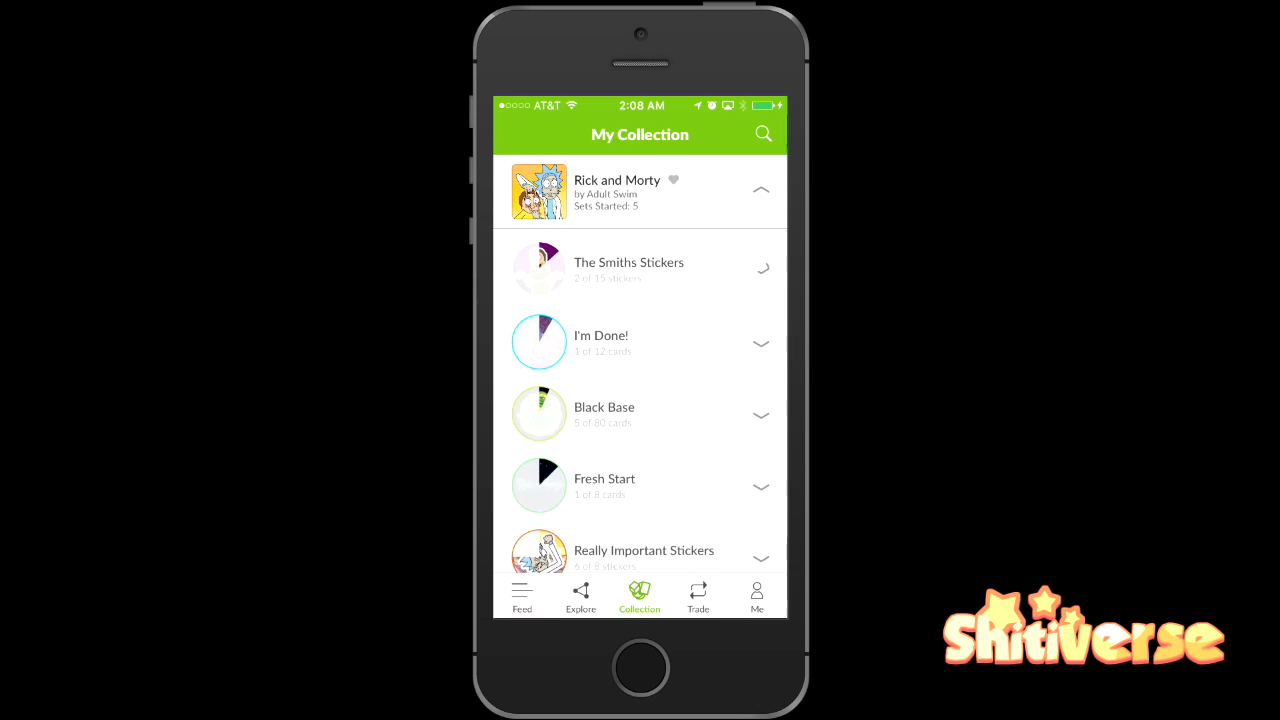 AT&T 2:08 AM
My Collection
Rick and Morty
by Adult Swim
Sets Started: 5
The Smiths Stickers
2 of 15 stickers
I'm Done!
1 of 12 cards
Black Base
5 of 80 cards
Fresh Start
1 of 8 cards
Really Important Stickers
6 of 8 stickers
Feed Explore Collection Trade Me
Shitiverse